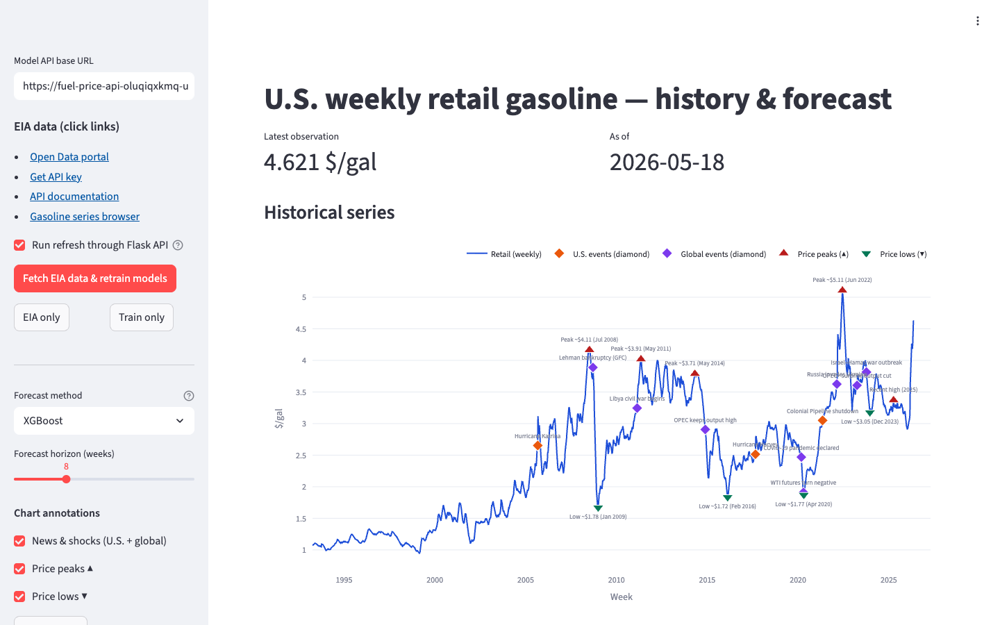 Model API base URL
https://fuel-price-api-oluqiqxkmq-u
EIA data (click links)
Open Data portal
Get API key
API documentation
Gasoline series browser
Run refresh through Flask API
Fetch EIA data & retrain models
EIA only
Train only
Forecast method
XGBoost
Forecast horizon (weeks)
8
Chart annotations
News & shocks (U.S. + global)
Price peaks ▲
Price lows ▼
U.S. weekly retail gasoline — history & forecast
Latest observation
4.621 $/gal
As of
2026-05-18
Historical series
Retail (weekly)
U.S. events (diamond)
Global events (diamond)
Price peaks (▲)
Price lows (▼)
Peak ~$5.11 (Jun 2022)
Peak ~$4.11 (Jul 2008)
Peak ~$3.91 (May 2011)
Lehman bankruptcy (GFC)
Peak ~$3.71 (May 2014)
Israel–Hamas war outbreak
Russia invades Ukraine
OPEC+ surprise output cut
Recent high (2025)
Libya civil war begins
Colonial Pipeline shutdown
OPEC keeps output high
Low ~$3.05 (Dec 2023)
Hurricane Katrina
Hurricane Harvey
COVID-19 pandemic declared
WTI futures turn negative
Low ~$1.72 (Feb 2016)
Low ~$1.77 (Apr 2020)
Low ~$1.78 (Jan 2009)
5
4.5
4
3.5
3
2.5
2
1.5
1
$/gal
1995
2000
2005
2010
2015
2020
2025
Week